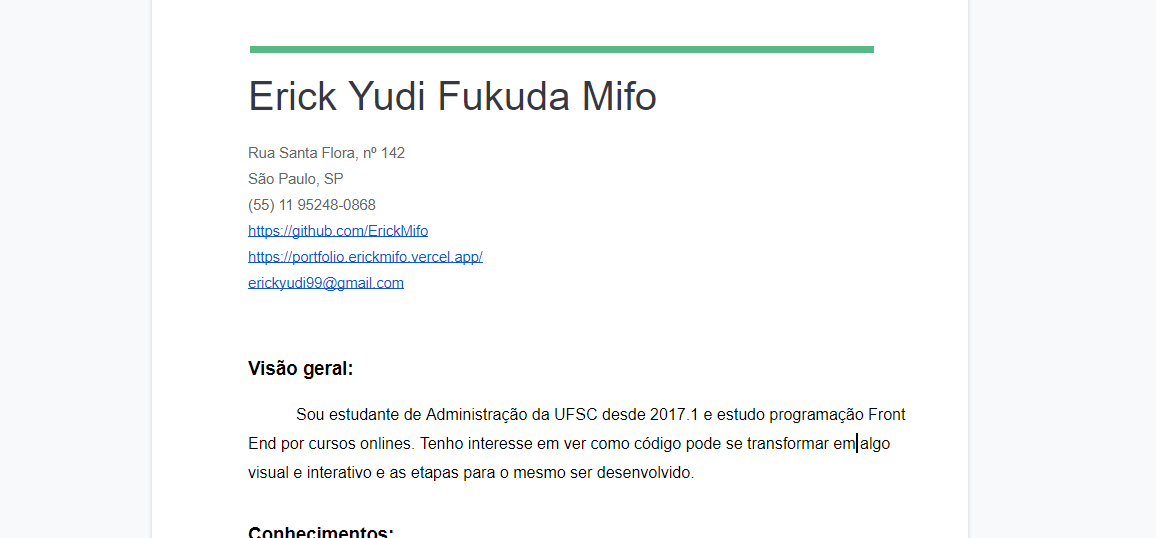 Erick Yudi Fukuda Mifo
Rua Santa Flora, nº 142
São Paulo, SP
(55) 11 95248-0868
https://github.com/ErickMifo
https://portfolio.erickmifo.vercel.app/
erickyudi99@gmail.com
Visão geral:
Sou estudante de Administração da UFSC desde 2017.1 e estudo programação Front
End por cursos onlines. Tenho interesse em ver como código pode se transformar em algo
visual e interativo e as etapas para o mesmo ser desenvolvido.
Conhecimentos: